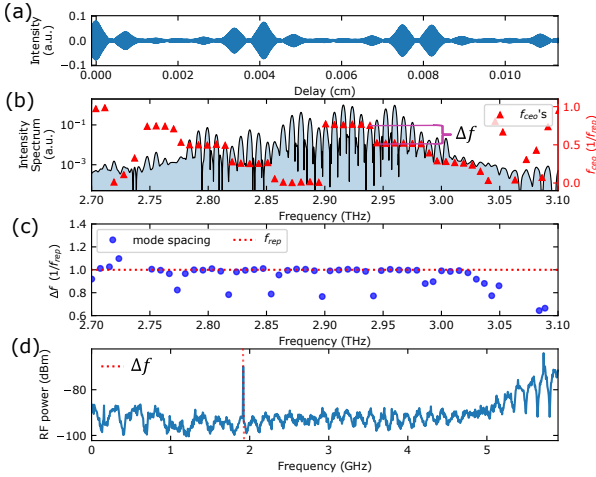 (a)
Intensity
(a.u.)
0.1
0.0
−0.1
0.000 0.002 0.004 0.006 0.008 0.010
Delay (cm)
(b)
Intensity
Spectrum
(a.u.)
10⁻¹
10⁻³
f_ceo's
Δf
1.0
0.5
0.0
f_ceo (1/f_rep)
2.70 2.75 2.80 2.85 2.90 2.95 3.00 3.05 3.10
Frequency (THz)
(c)
Δf (1/f_rep)
1.4
1.2
1.0
0.8
0.6
mode spacing f_rep
2.70 2.75 2.80 2.85 2.90 2.95 3.00 3.05 3.10
Frequency (THz)
(d)
RF power (dBm)
−80
−100
Δf
0 1 2 3 4 5
Frequency (GHz)